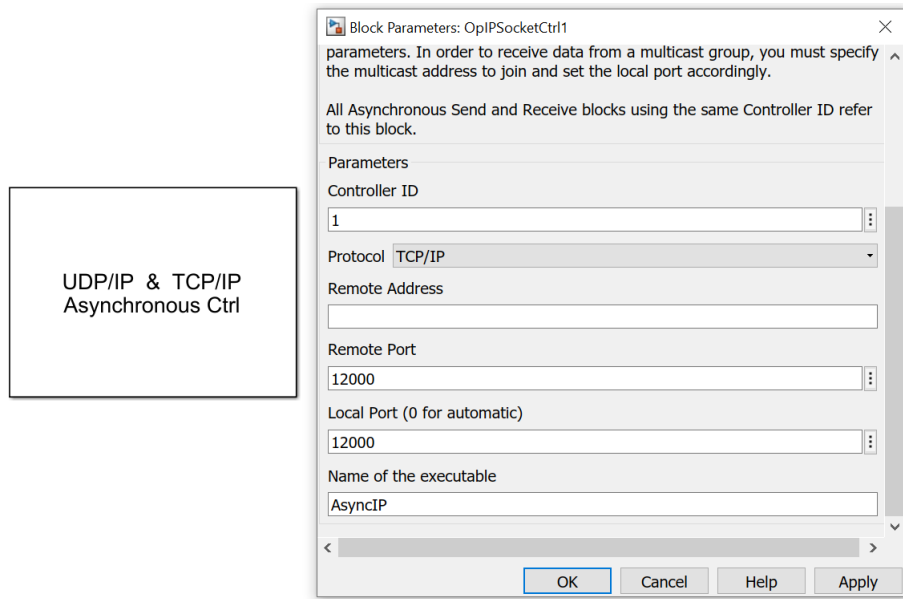 UDP/IP & TCP/IP
Asynchronous Ctrl
Block Parameters: OpIPSocketCtrl1
parameters. In order to receive data from a multicast group, you must specify
the multicast address to join and set the local port accordingly.
All Asynchronous Send and Receive blocks using the same Controller ID refer
to this block.
Parameters
Controller ID
1
Protocol TCP/IP
Remote Address
Remote Port
12000
Local Port (0 for automatic)
12000
Name of the executable
AsyncIP
OK Cancel Help Apply